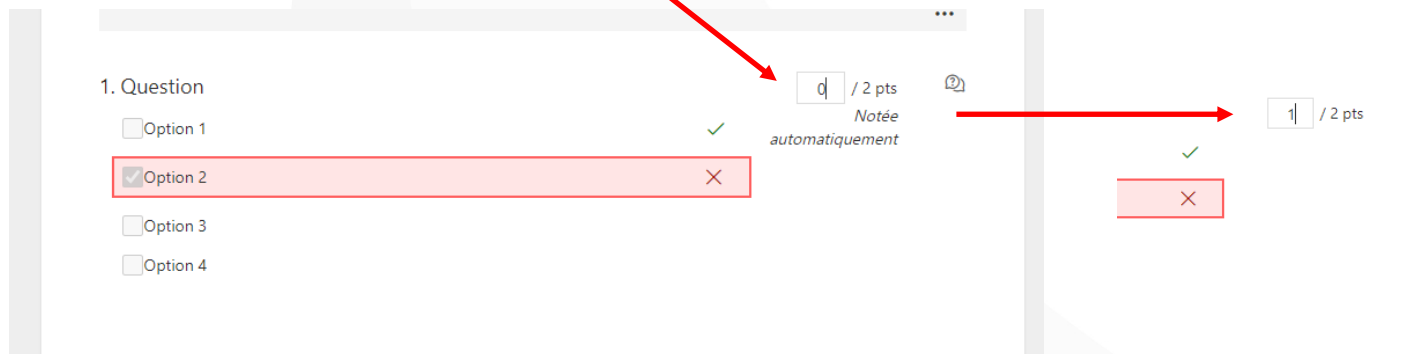 1. Question
0 / 2 pts
Notée
automatiquement
Option 1
Option 2
Option 3
Option 4
1 / 2 pts